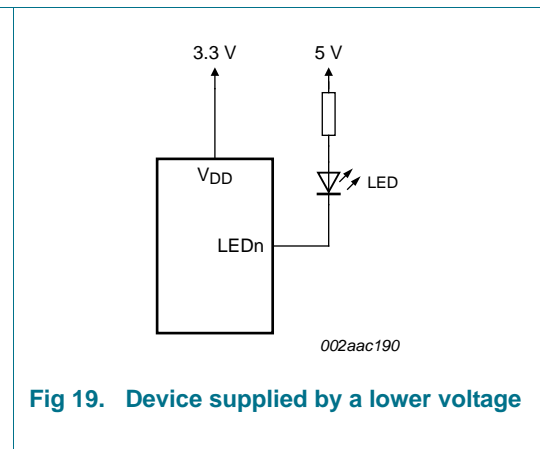 3.3 V
5 V
VDD
LED
LEDn
002aac190
Fig 19. Device supplied by a lower voltage